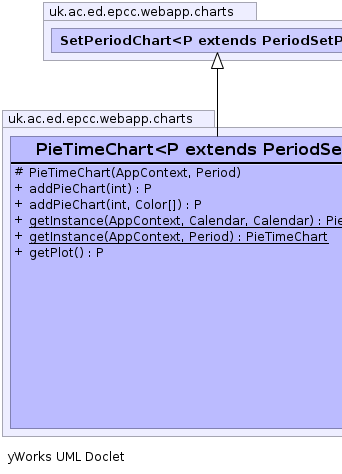 uk.ac.ed.epcc.webapp.charts
SetPeriodChart<P extends PeriodSetP
uk.ac.ed.epcc.webapp.charts
PieTimeChart<P extends PeriodSe
# PieTimeChart(AppContext, Period)
+ addPieChart(int) : P
+ addPieChart(int, Color[]) : P
+ getInstance(AppContext, Calendar, Calendar) : Pie
+ getInstance(AppContext, Period) : PieTimeChart
+ getPlot() : P
yWorks UML Doclet